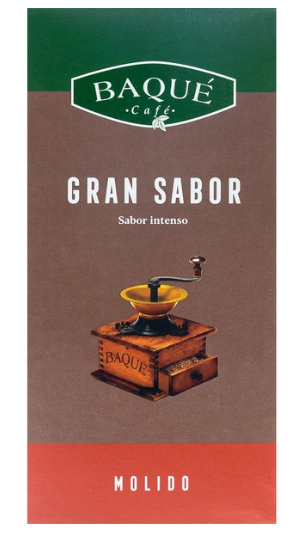 BAQUÉ
·Café·
GRAN SABOR
Sabor intenso
BAQUÉ
MOLIDO